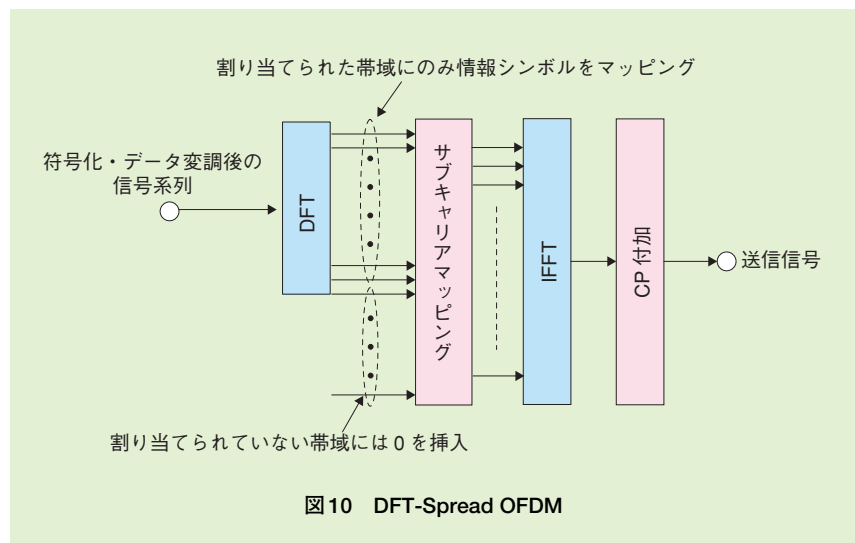 割り当てられた帯域にのみ情報シンボルをマッピング
符号化・データ変調後の
信号系列
DFT
サブキャリアマッピング
IFFT
CP 付加
送信信号
割り当てられていない帯域には 0 を挿入
図10 DFT-Spread OFDM